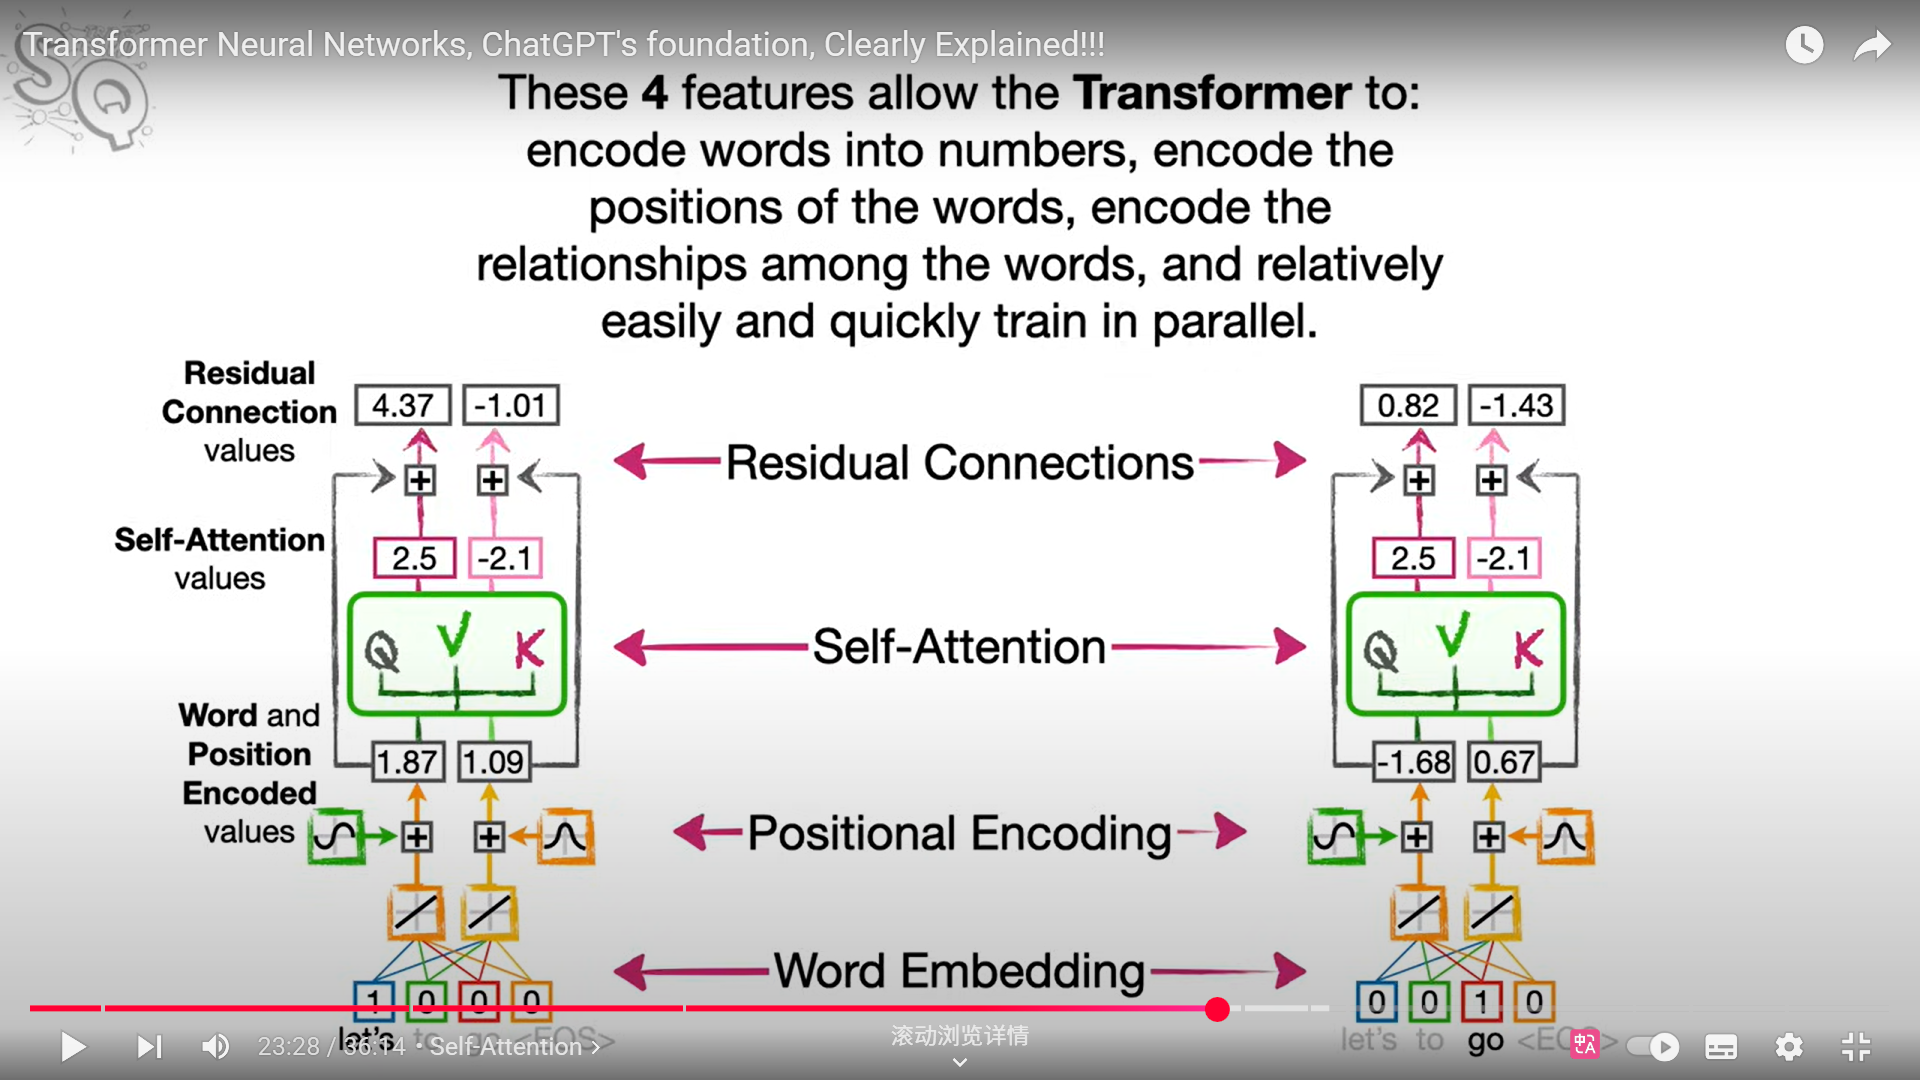 Transformer Neural Networks, ChatGPT's foundation, Clearly Explained!!!
SQ
These 4 features allow the Transformer to:
encode words into numbers, encode the
positions of the words, encode the
relationships among the words, and relatively
easily and quickly train in parallel.
Residual
Connection
values
4.37 -1.01
0.82 -1.43
Residual Connections
Self-Attention
values
2.5 -2.1
2.5 -2.1
Q V K
Self-Attention
Q V K
Word and
Position
Encoded
values
1.87 1.09
-1.68 0.67
Positional Encoding
Word Embedding
1 0 0 0
0 0 1 0
let's to go <EOS>
let's to go
23:28 / 36:14 • Self-Attention
滚动浏览详情
中A